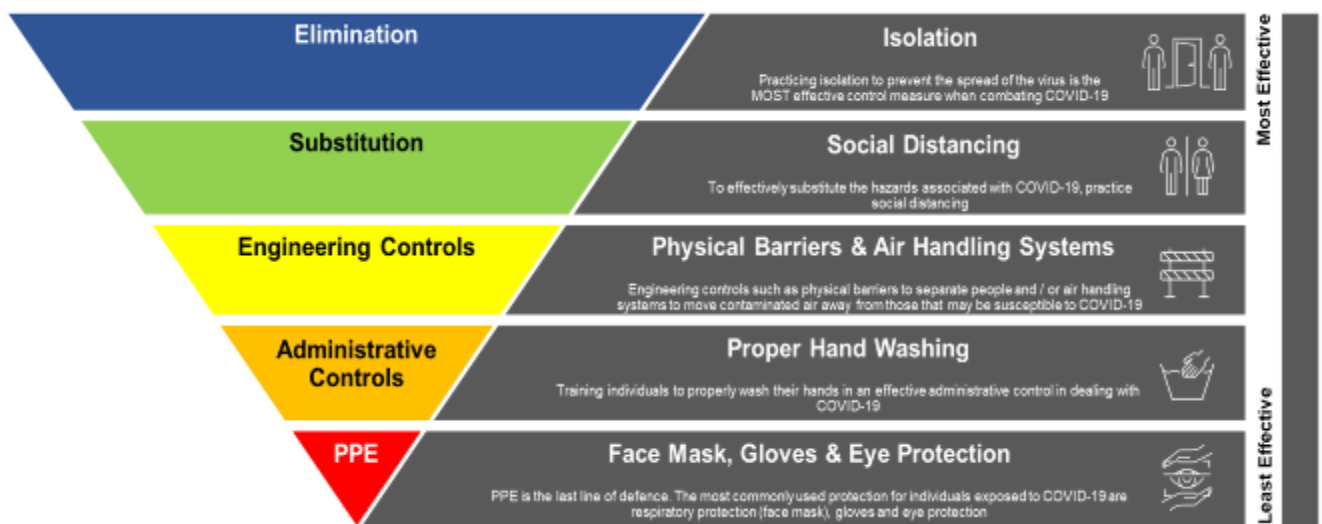 Elimination
Isolation
Practicing isolation to prevent the spread of the virus is the
MOST effective control measure when combating COVID-19
Substitution
Social Distancing
To effectively substitute the hazards associated with COVID-19, practice
social distancing
Engineering Controls
Physical Barriers & Air Handling Systems
Engineering controls such as physical barriers to separate people and / or air handling
systems to move contaminated air away from those that may be susceptible to COVID-19
Administrative
Controls
Proper Hand Washing
Training individuals to properly wash their hands in an effective administrative control in dealing with
COVID-19
PPE
Face Mask, Gloves & Eye Protection
PPE is the last line of defence. The most commonly used protection for individuals exposed to COVID-19 are
respiratory protection (face mask), gloves and eye protection
Most Effective
Least Effective